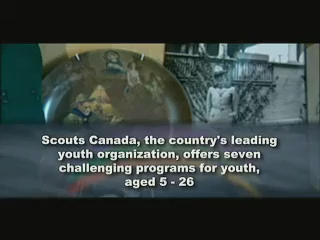 Scouts Canada, the country's leading
youth organization, offers seven
challenging programs for youth,
aged 5 - 26